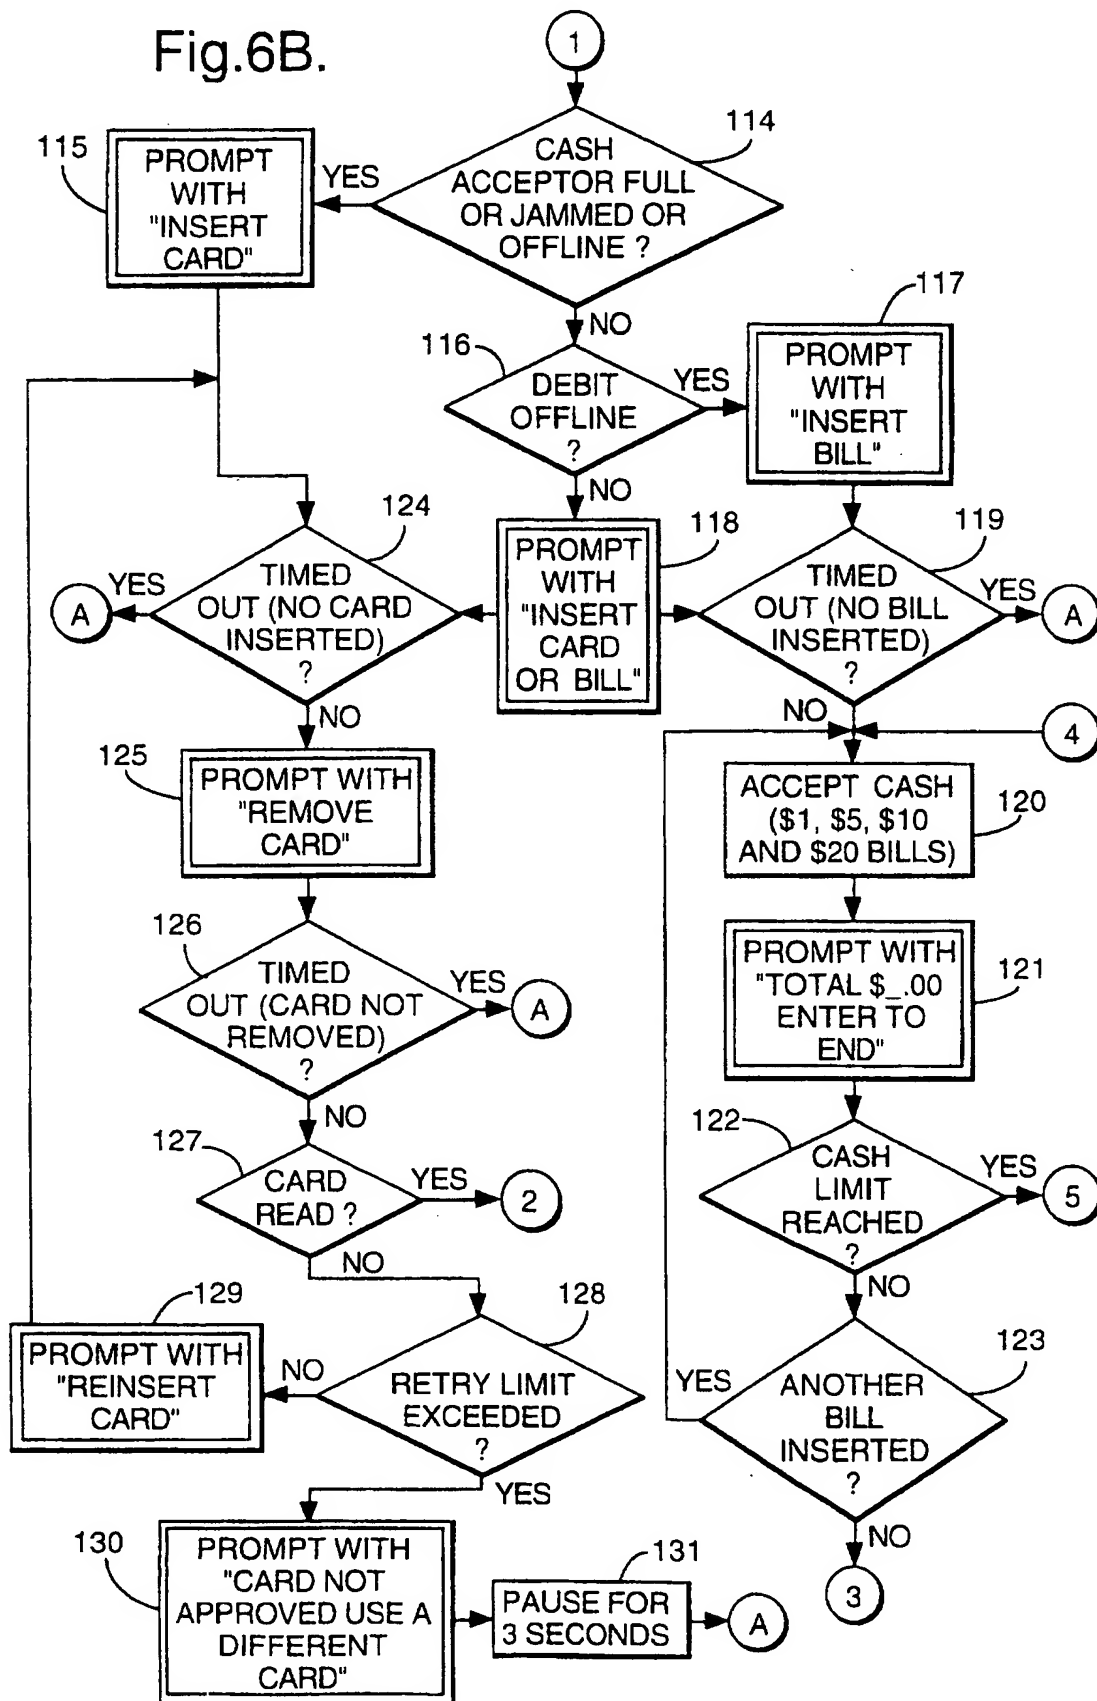 Fig.6B.
1
114
CASH
ACCEPTOR FULL
OR JAMMED OR
OFFLINE ?
YES
115
PROMPT
WITH
"INSERT
CARD"
NO
116
DEBIT
OFFLINE
?
YES
117
PROMPT
WITH
"INSERT
BILL"
NO
118
PROMPT
WITH
"INSERT
CARD
OR BILL"
119
TIMED
OUT (NO BILL
INSERTED)
?
YES
A
124
TIMED
OUT (NO CARD
INSERTED)
?
YES
A
NO
NO
4
125
PROMPT WITH
"REMOVE
CARD"
120
ACCEPT CASH
($1, $5, $10
AND $20 BILLS)
126
TIMED
OUT (CARD NOT
REMOVED)
?
YES
A
121
PROMPT WITH
"TOTAL $_.00
ENTER TO
END"
NO
127
CARD
READ ?
YES
2
122
CASH
LIMIT
REACHED
?
YES
5
NO
NO
128
RETRY LIMIT
EXCEEDED
?
NO
129
PROMPT WITH
"REINSERT
CARD"
123
ANOTHER
BILL
INSERTED
?
YES
YES
NO
3
130
PROMPT WITH
"CARD NOT
APPROVED USE A
DIFFERENT
CARD"
131
PAUSE FOR
3 SECONDS
A